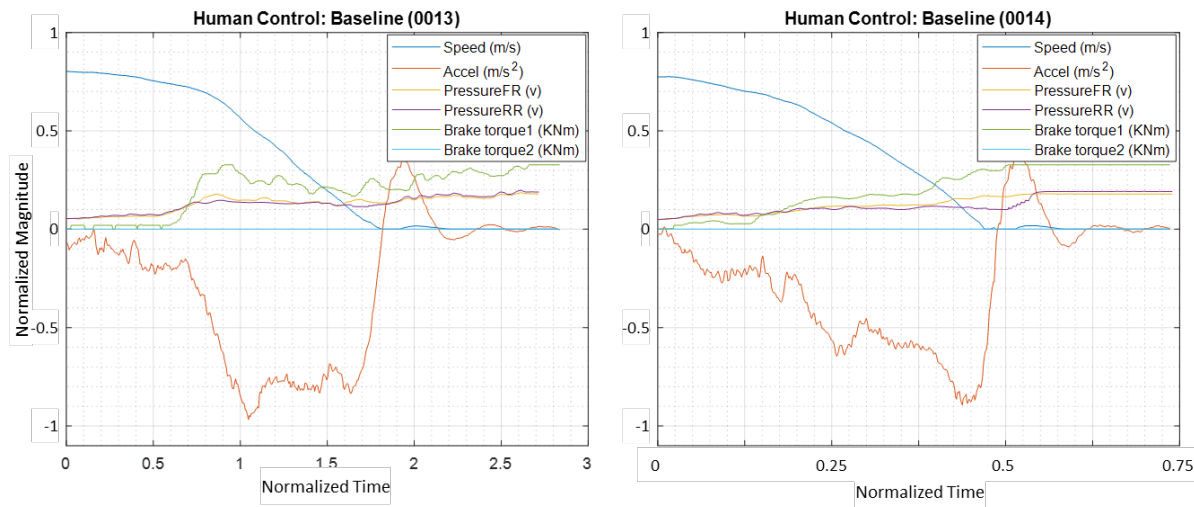 Human Control: Baseline (0013)
1
0.5
0
-0.5
-1
Normalized Magnitude
Speed (m/s)
Accel (m/s²)
PressureFR (v)
PressureRR (v)
Brake torque1 (KNm)
Brake torque2 (KNm)
0 0.5 1 1.5 2 2.5 3
Normalized Time
Human Control: Baseline (0014)
1
0.5
0
-0.5
-1
Speed (m/s)
Accel (m/s²)
PressureFR (v)
PressureRR (v)
Brake torque1 (KNm)
Brake torque2 (KNm)
0 0.25 0.5 0.75
Normalized Time